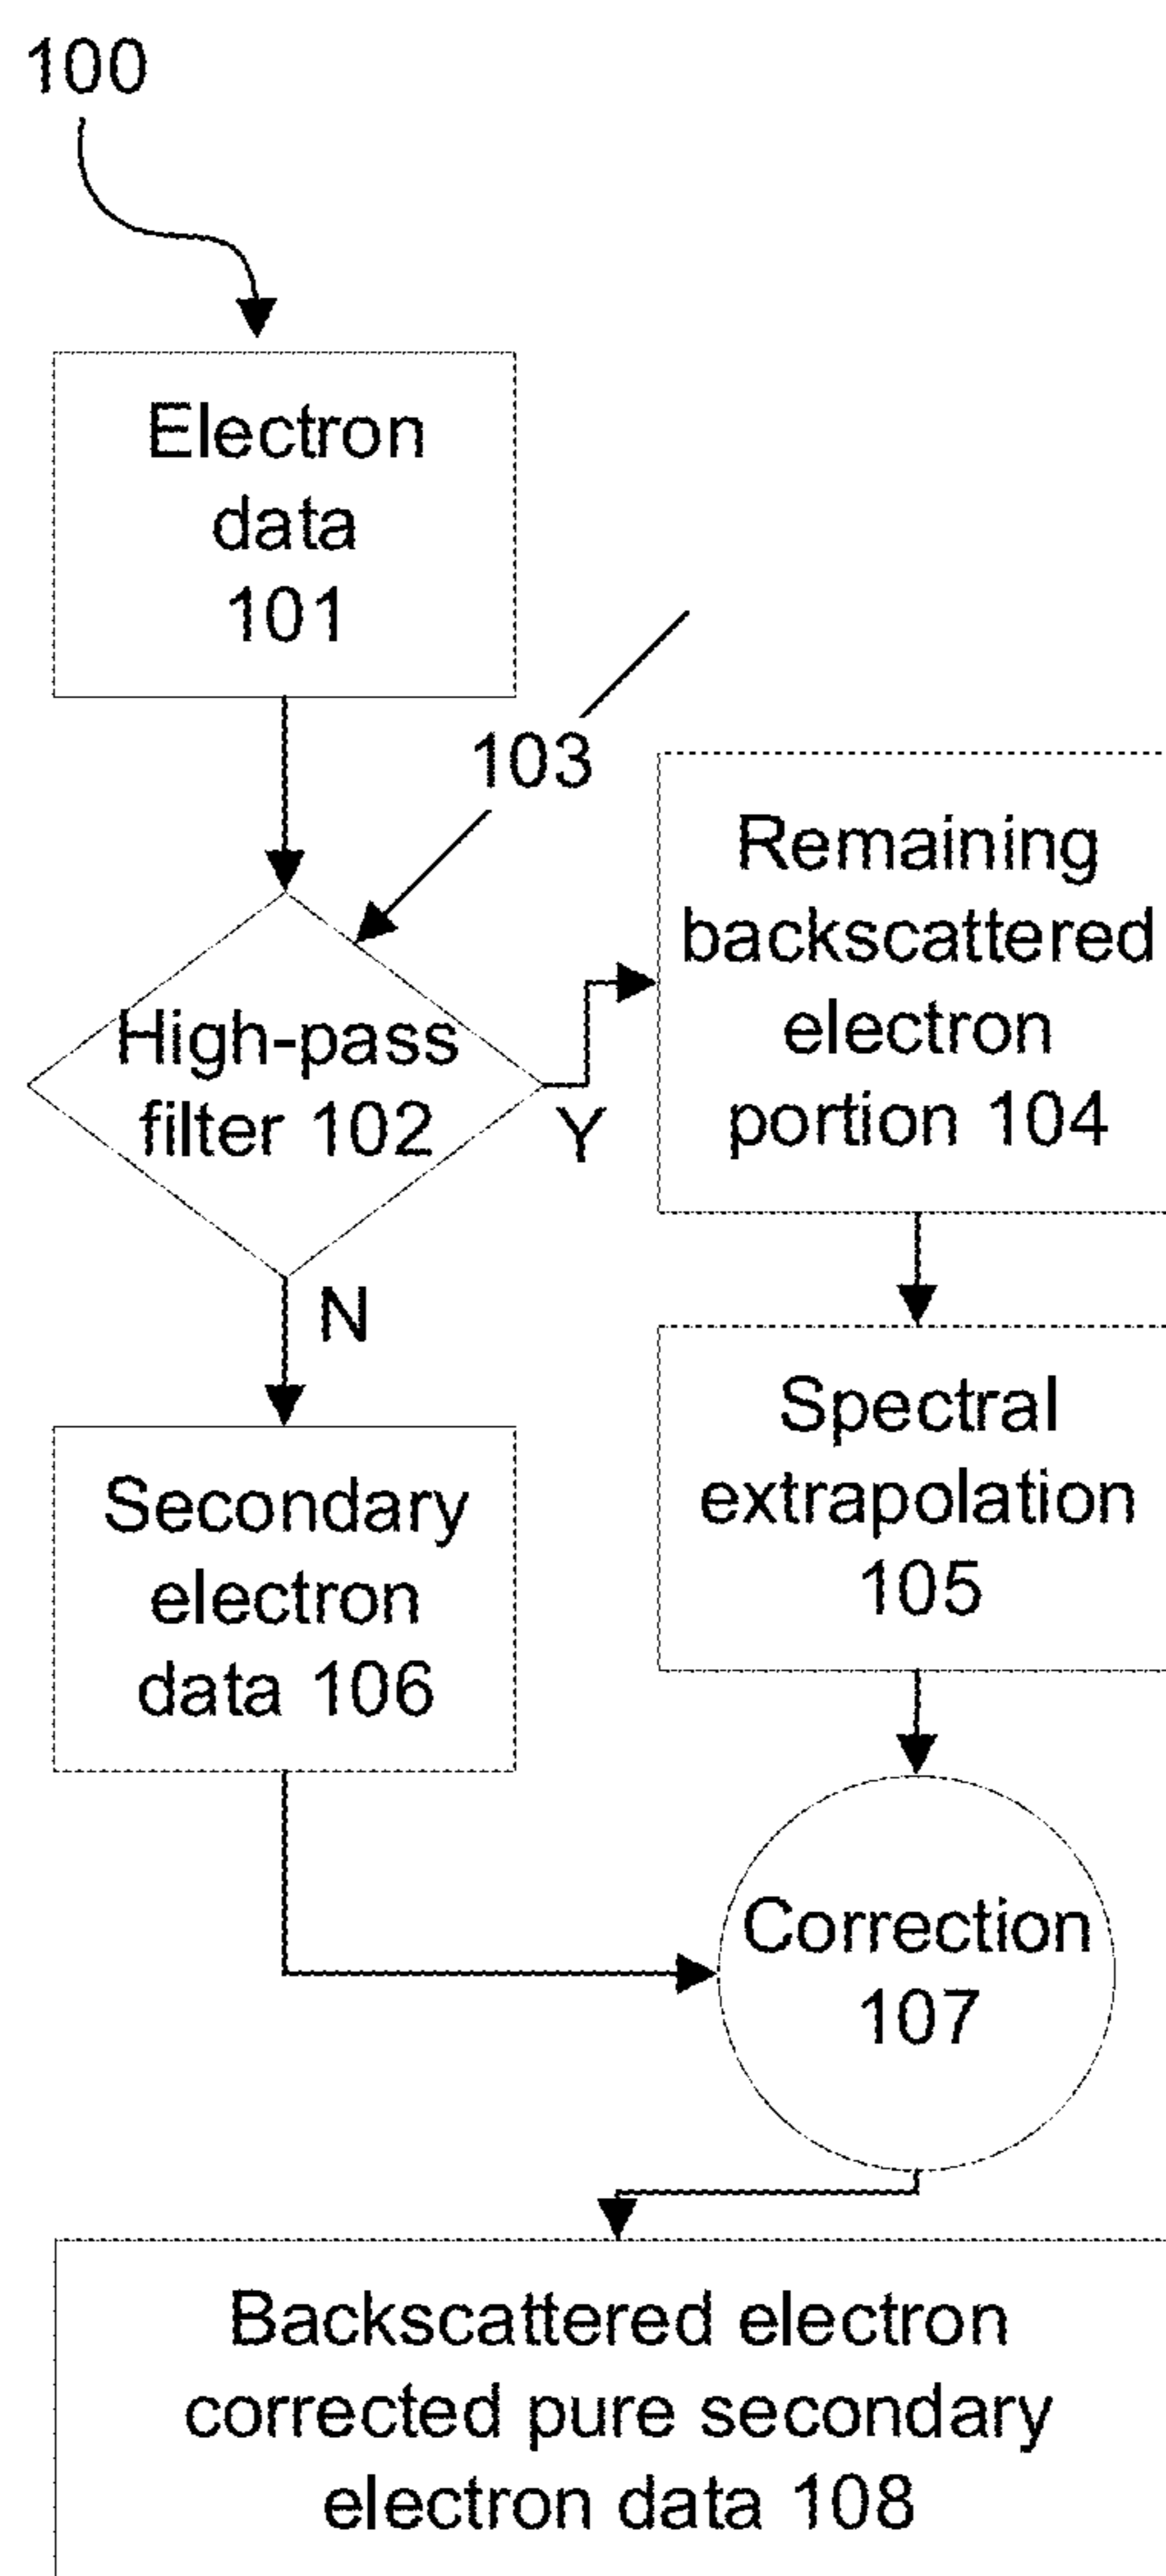 100
Electron
data
101
103
High-pass
filter 102
Y
N
Remaining
backscattered
electron
portion 104
Spectral
extrapolation
105
Secondary
electron
data 106
Correction
107
Backscattered electron
corrected pure secondary
electron data 108